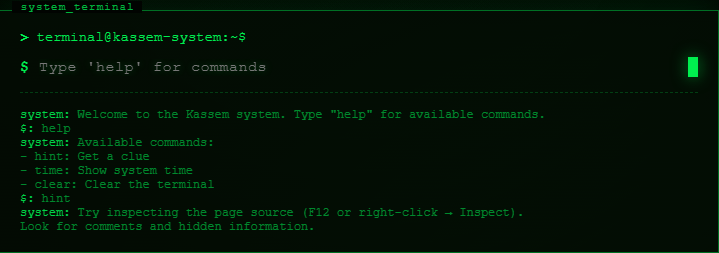 system_terminal
> terminal@kassem-system:~$
$ Type 'help' for commands
system: Welcome to the Kassem system. Type "help" for available commands.
$: help
system: Available commands:
- hint: Get a clue
- time: Show system time
- clear: Clear the terminal
$: hint
system: Try inspecting the page source (F12 or right-click → Inspect).
Look for comments and hidden information.